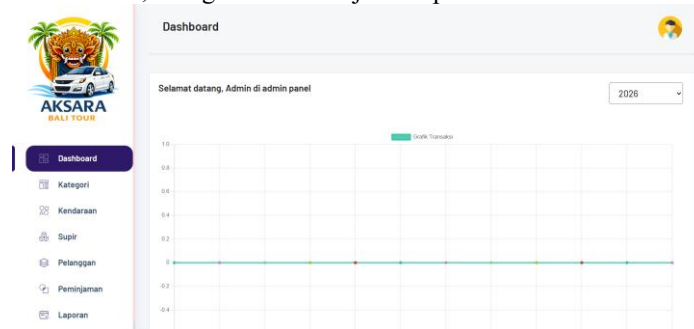 Dashboard
AKSARA
BALI TOUR
Selamat datang, Admin di admin panel
2026
Grafik Transaksi
1.0
0.8
0.6
0.4
0.2
0
-0.2
-0.4
Dashboard
Kategori
Kendaraan
Supir
Pelanggan
Peminjaman
Laporan